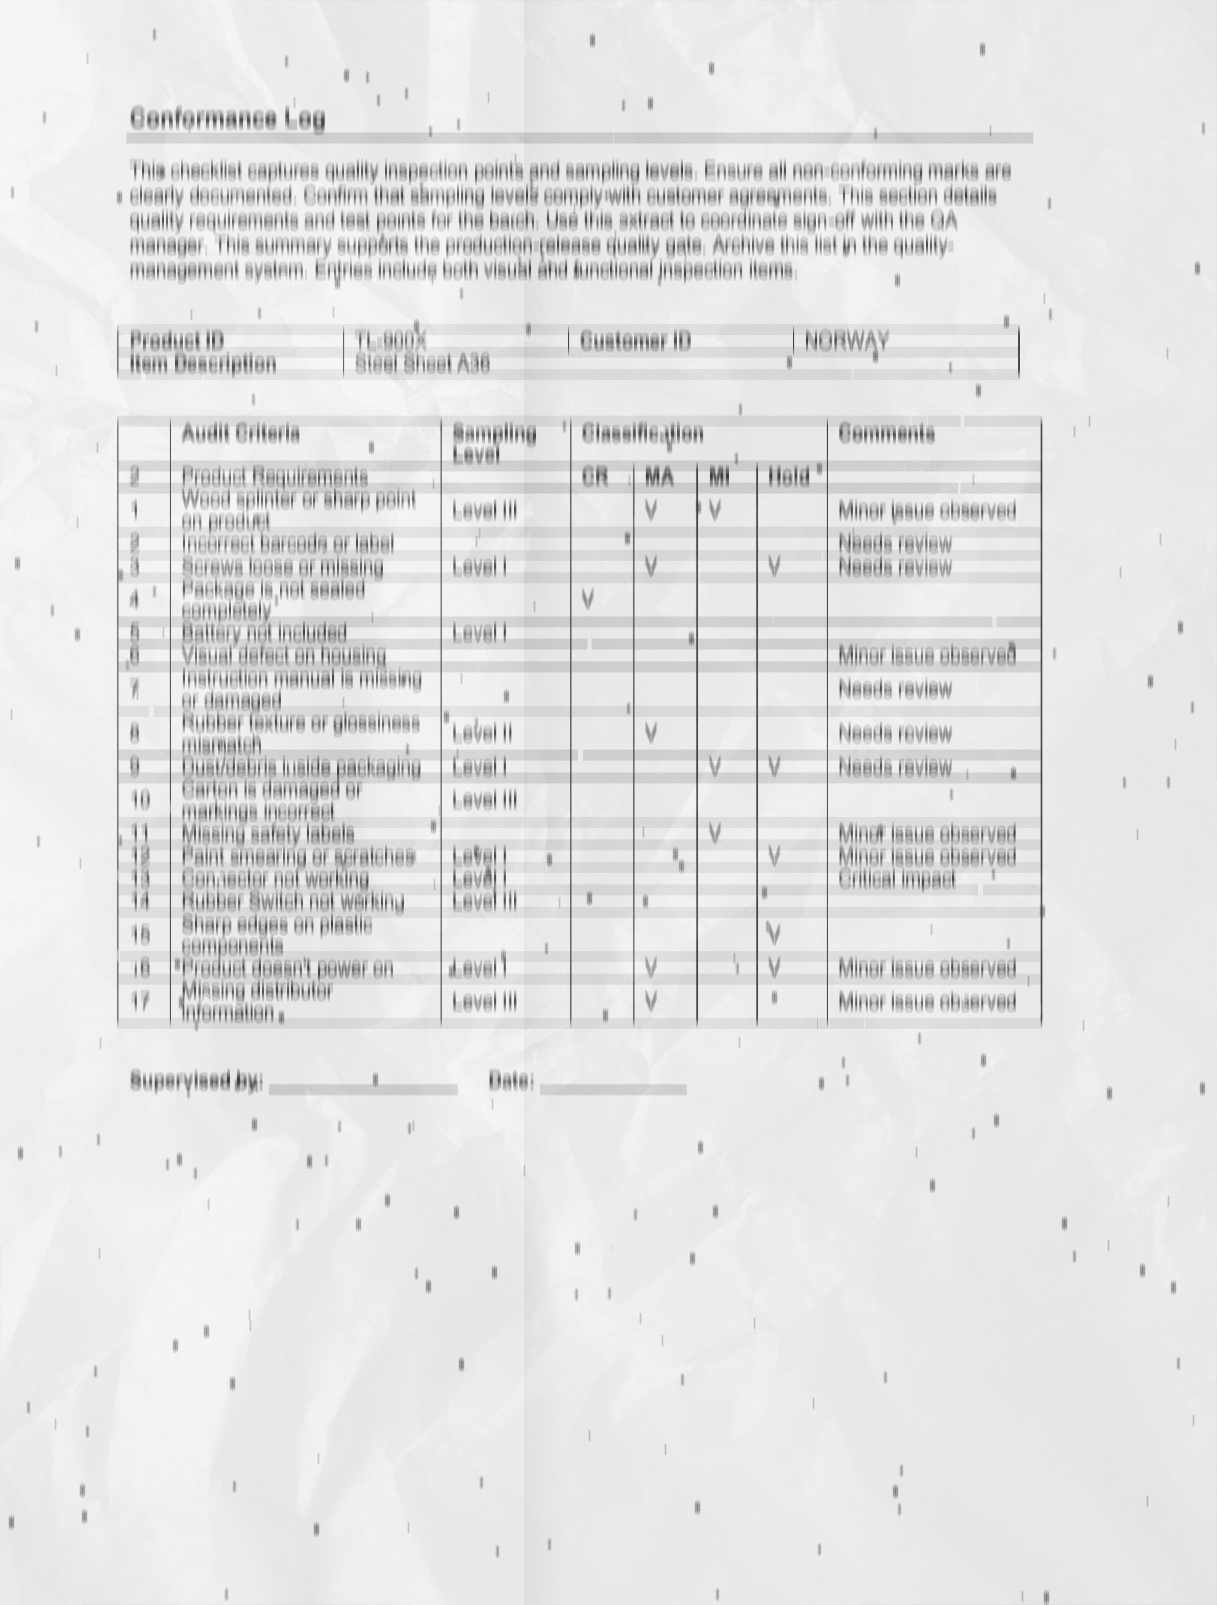 Conformance Log
This checklist captures quality inspection points and sampling levels. Ensure all non-conforming marks are
clearly documented. Confirm that sampling levels comply with customer agreements. This section details
quality requirements and test points for the batch. Use this extract to coordinate sign-off with the QA
manager. This summary supports the production-release quality gate. Archive this list in the quality-
management system. Entries include both visual and functional inspection items.
Product ID TL-900X Customer ID NORWAY
Item Description Steel Sheet A36
Audit Criteria Sampling Level Classification Comments
2 Product Requirements CR MA MI Hold
1 Wood splinter or sharp point on product Level III V V Minor issue observed
2 Incorrect barcode or label Needs review
3 Screws loose or missing Level I V V Needs review
4 Package is not sealed completely V
5 Battery not included Level I
6 Visual defect on housing Minor issue observed
7 Instruction manual is missing or damaged Needs review
8 Rubber texture or glossiness mismatch Level II V Needs review
9 Dust/debris inside packaging Level I V V Needs review
10 Carton is damaged or markings incorrect Level III
11 Missing safety labels V Minor issue observed
12 Paint smearing or scratches Level I V Minor issue observed
13 Connector not working Level I Critical impact
14 Rubber Switch not working Level III
15 Sharp edges on plastic components V
16 Product doesn't power on Level I V V Minor issue observed
17 Missing distributor information Level III V Minor issue observed
Supervised by: Date: